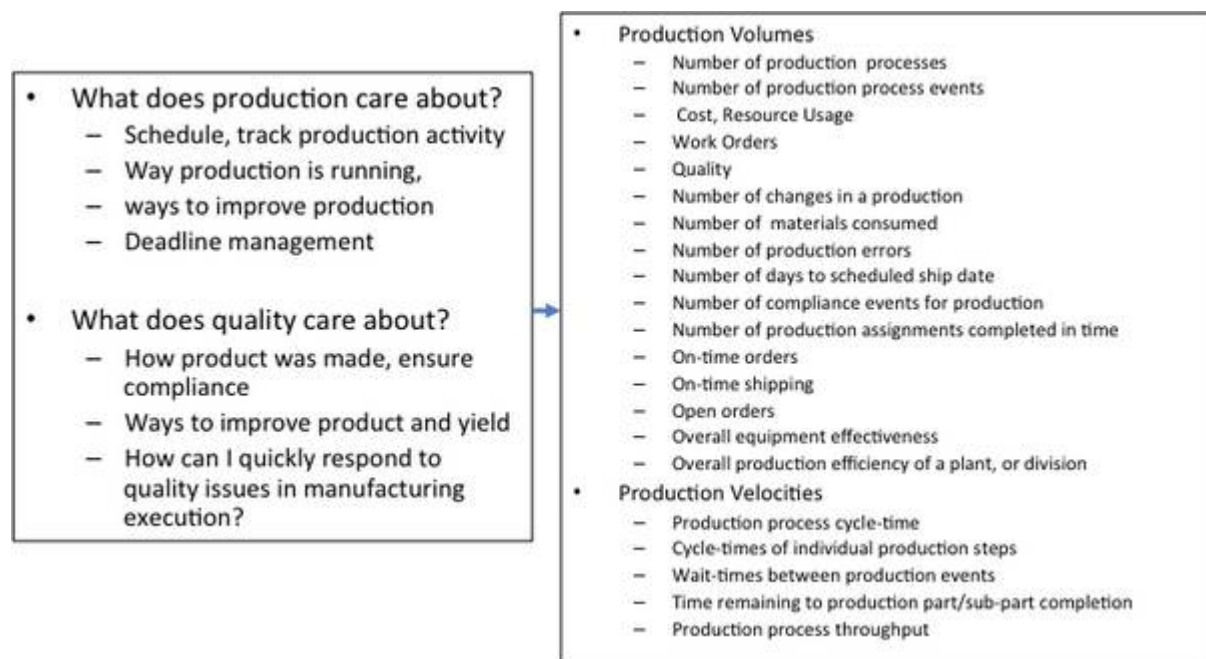 • What does production care about?
– Schedule, track production activity
– Way production is running,
– ways to improve production
– Deadline management
• What does quality care about?
– How product was made, ensure
compliance
– Ways to improve product and yield
– How can I quickly respond to
quality issues in manufacturing
execution?
• Production Volumes
– Number of production processes
– Number of production process events
– Cost, Resource Usage
– Work Orders
– Quality
– Number of changes in a production
– Number of materials consumed
– Number of production errors
– Number of days to scheduled ship date
– Number of compliance events for production
– Number of production assignments completed in time
– On-time orders
– On-time shipping
– Open orders
– Overall equipment effectiveness
– Overall production efficiency of a plant, or division
• Production Velocities
– Production process cycle-time
– Cycle-times of individual production steps
– Wait-times between production events
– Time remaining to production part/sub-part completion
– Production process throughput